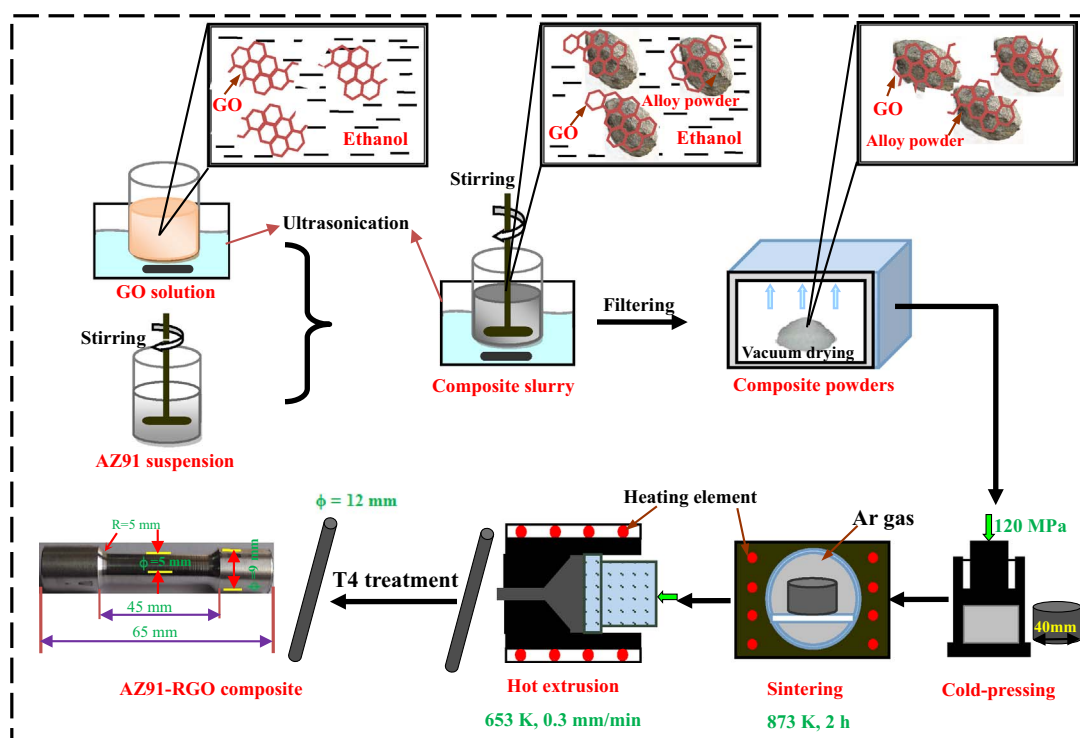 GO
Ethanol
GO
Alloy powder
Ethanol
GO
Alloy powder
Stirring
Ultrasonication
GO solution
Stirring
AZ91 suspension
Composite slurry
Filtering
Vacuum drying
Composite powders
120 MPa
40mm
Cold-pressing
Ar gas
Heating element
Sintering
873 K, 2 h
Hot extrusion
653 K, 0.3 mm/min
T4 treatment
ϕ = 12 mm
R=5 mm
ϕ=5 mm
ϕ=9 mm
45 mm
65 mm
AZ91-RGO composite